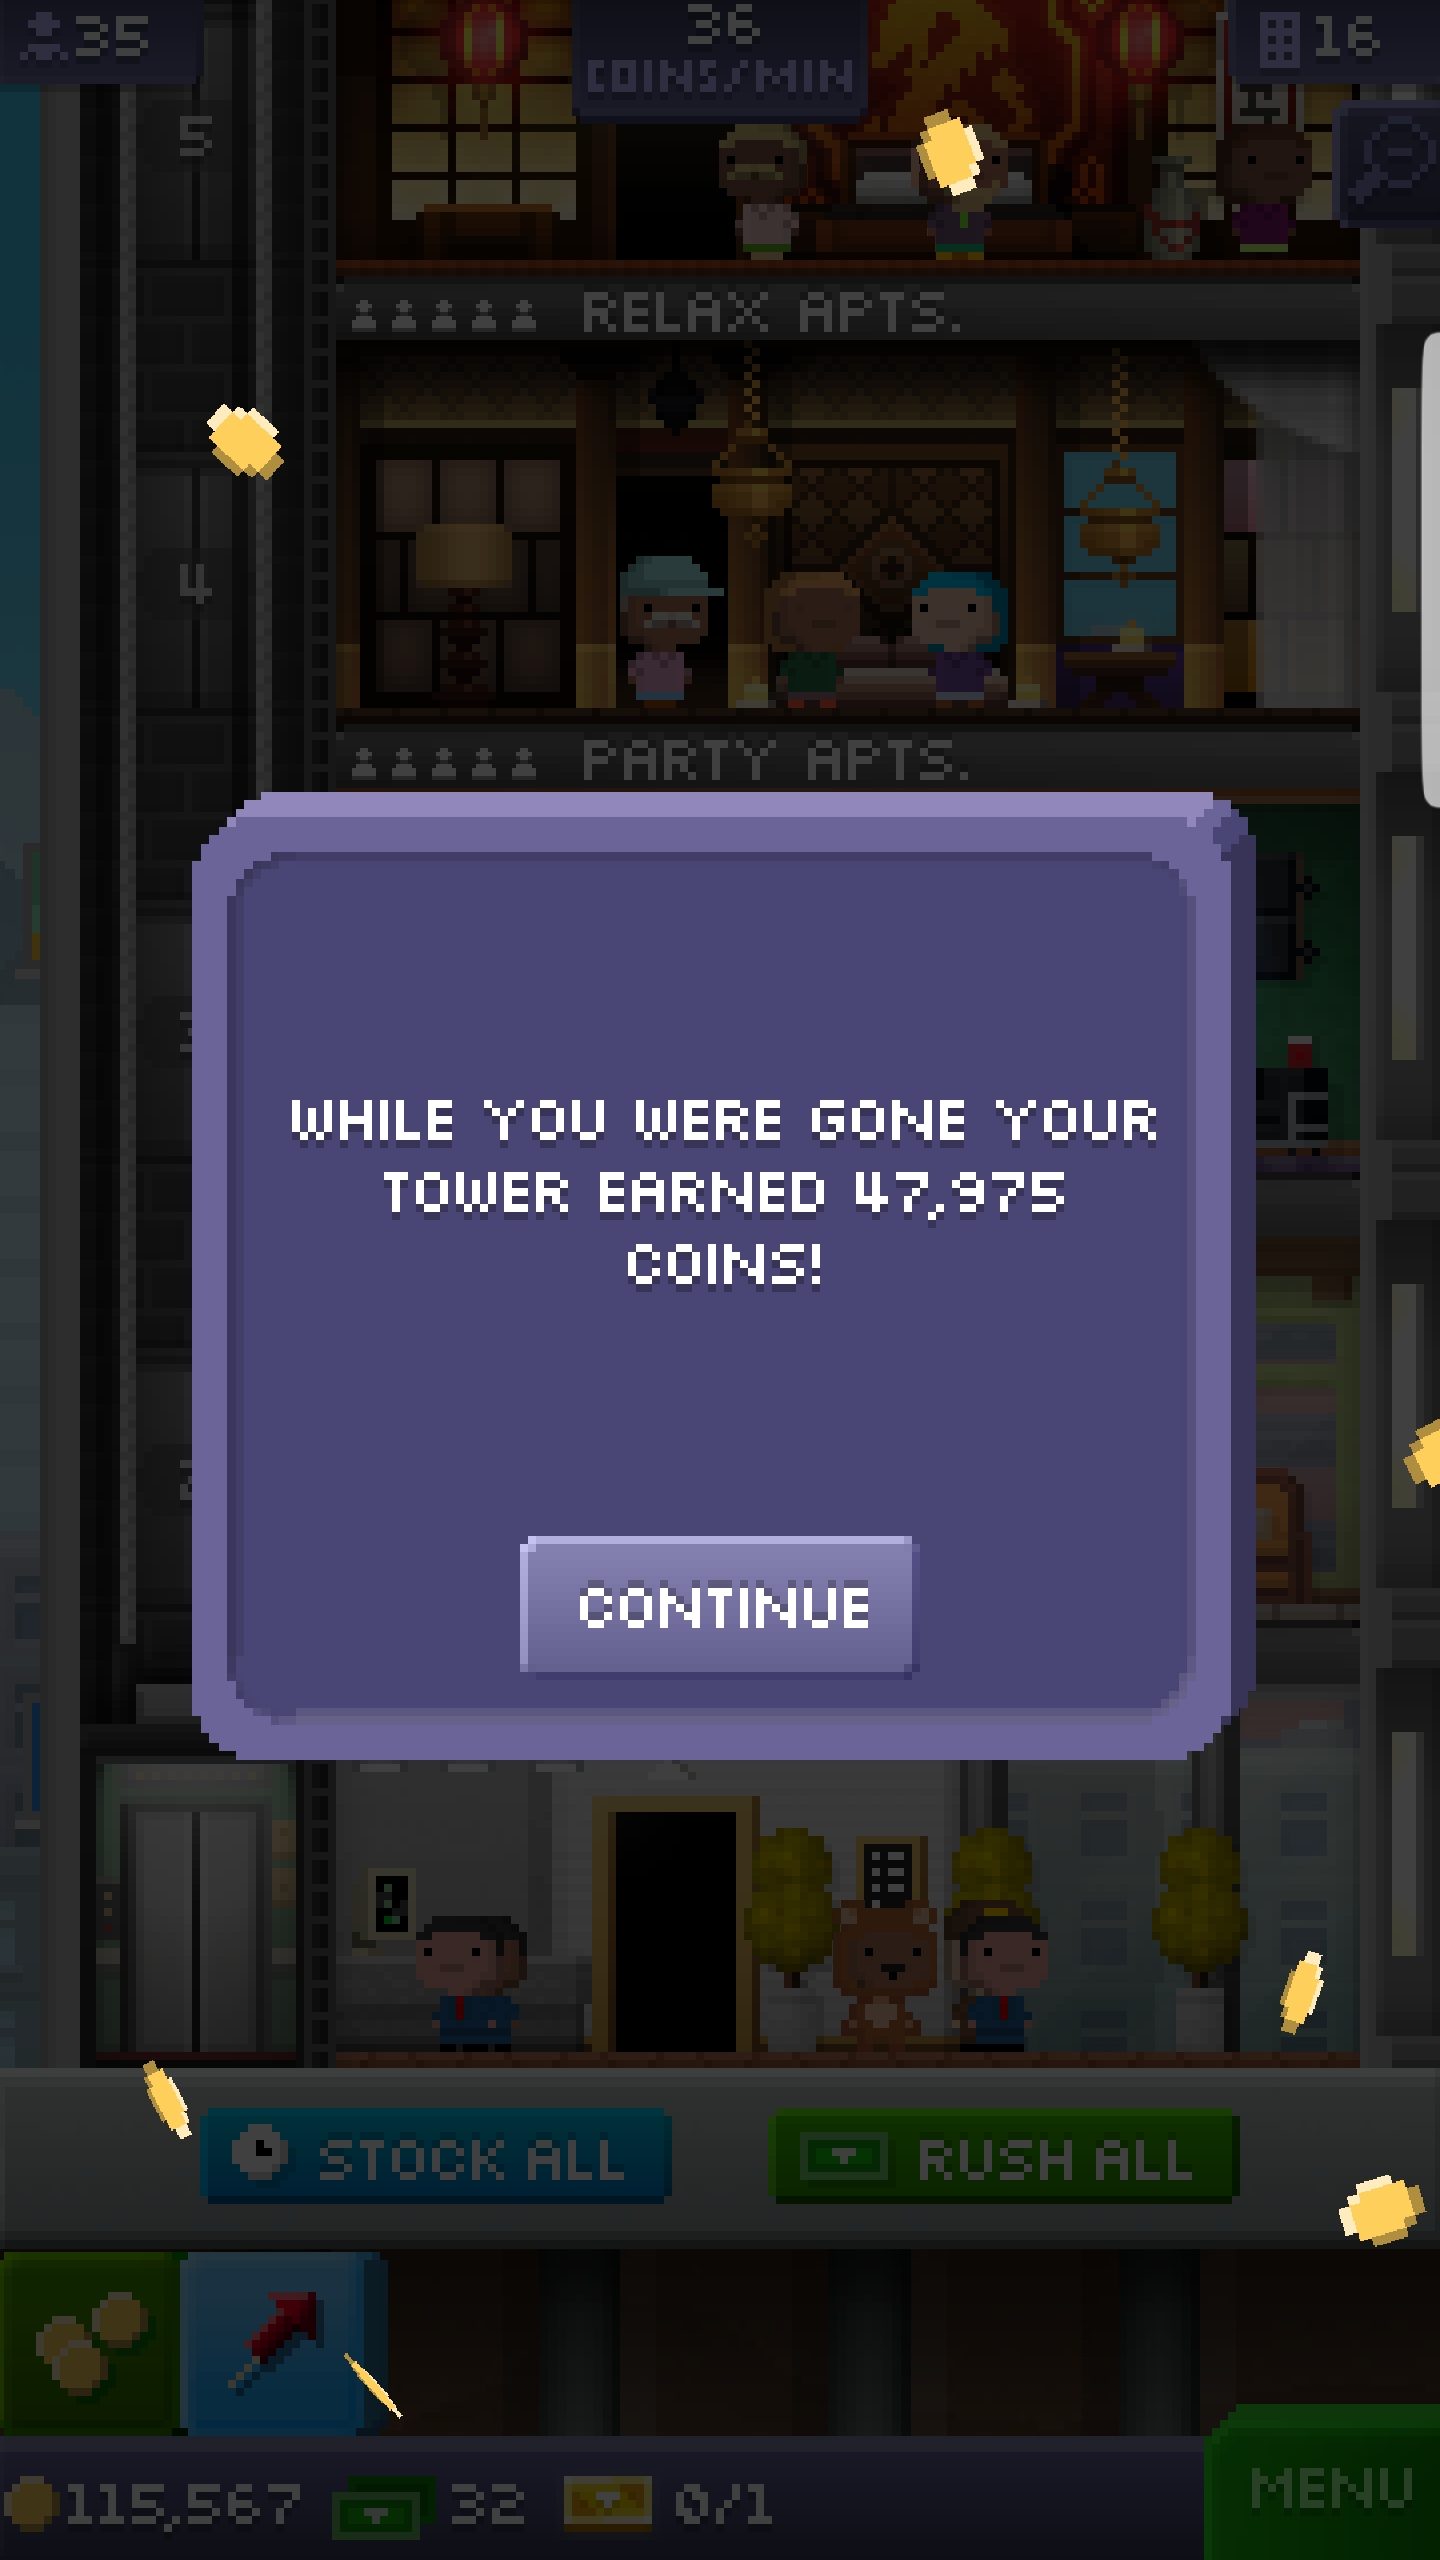 35
36
COINS/MIN
16
5
RELAX APTS.
4
PARTY APTS.
WHILE YOU WERE GONE YOUR
TOWER EARNED 47,975
COINS!
CONTINUE
STOCK ALL
RUSH ALL
115,567
32
0/1
MENU